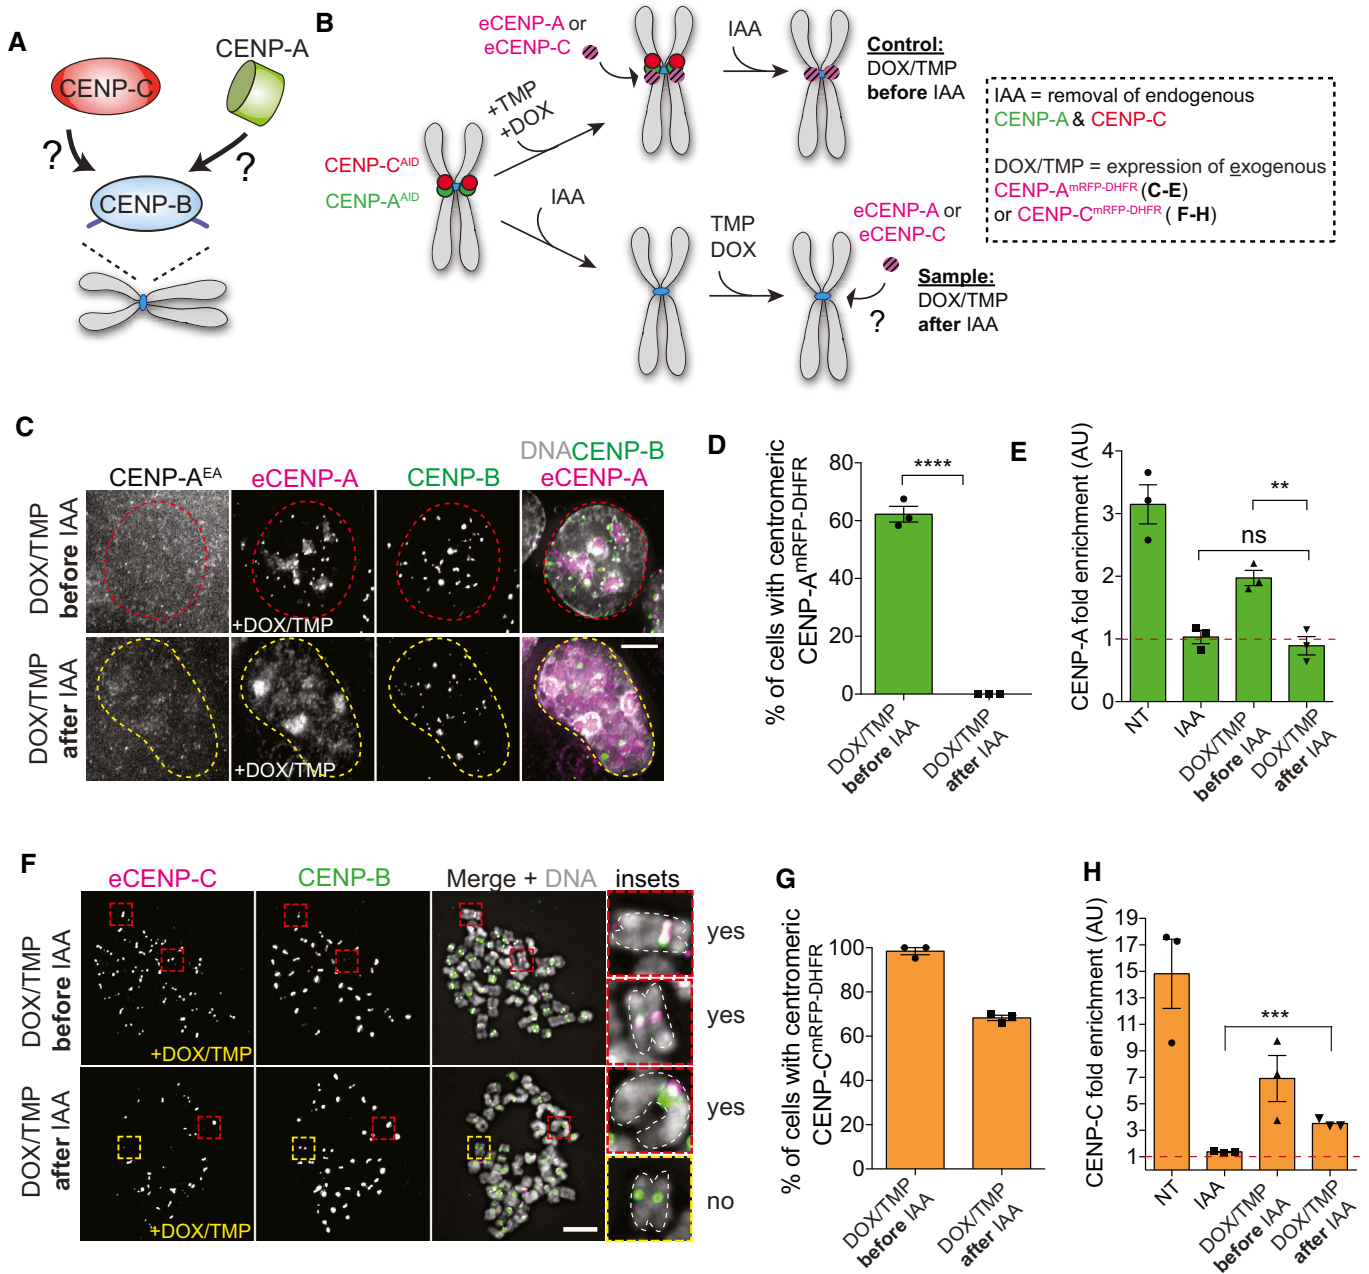 A
CENP-C
CENP-A
?
?
CENP-B
B
eCENP-A or
eCENP-C
IAA
Control:
DOX/TMP
before IAA
+TMP
+DOX
CENP-C^AID
CENP-A^AID
IAA
TMP
DOX
eCENP-A or
eCENP-C
?
Sample:
DOX/TMP
after IAA
IAA = removal of endogenous
CENP-A & CENP-C
DOX/TMP = expression of exogenous
CENP-A^mRFP-DHFR (C-E)
or CENP-C^mRFP-DHFR ( F-H)
C
DNA CENP-B
CENP-A^EA eCENP-A CENP-B eCENP-A
DOX/TMP
before IAA
+DOX/TMP
DOX/TMP
after IAA
+DOX/TMP
D
% of cells with centromeric
CENP-A^mRFP-DHFR
80
60
40
20
0
****
DOX/TMP
before IAA
DOX/TMP
after IAA
E
CENP-A fold enrichment (AU)
4
3
2
1
0
**
ns
NT
IAA
DOX/TMP
before IAA
DOX/TMP
after IAA
F
eCENP-C CENP-B Merge + DNA insets
DOX/TMP
before IAA
+DOX/TMP
yes
yes
DOX/TMP
after IAA
+DOX/TMP
yes
no
G
% of cells with centromeric
CENP-C^mRFP-DHFR
100
80
60
40
20
0
DOX/TMP
before IAA
DOX/TMP
after IAA
H
CENP-C fold enrichment (AU)
19
17
15
13
11
9
7
5
3
1
***
NT
IAA
DOX/TMP
before IAA
DOX/TMP
after IAA